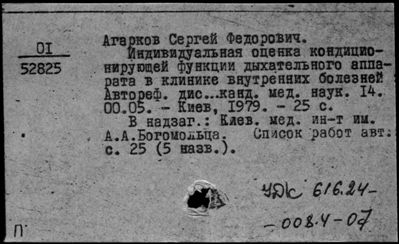 Агарков Сергей Федорович.
ОI
52825
Индивидуальная оценка кондицио-
нирующей функции дыхательного аппа-
рата в клинике внутренних болезней :
Автореф. дис...канд. мед. наук. 14.
00.05. - Киев, 1979. - 25 с.
В надзаг.: Киев. мед. ин-т им.
А.А.Богомольца. Список работ авт.:
с. 25 (5 назв.).
УДК 616.24-
-008.4-07
П